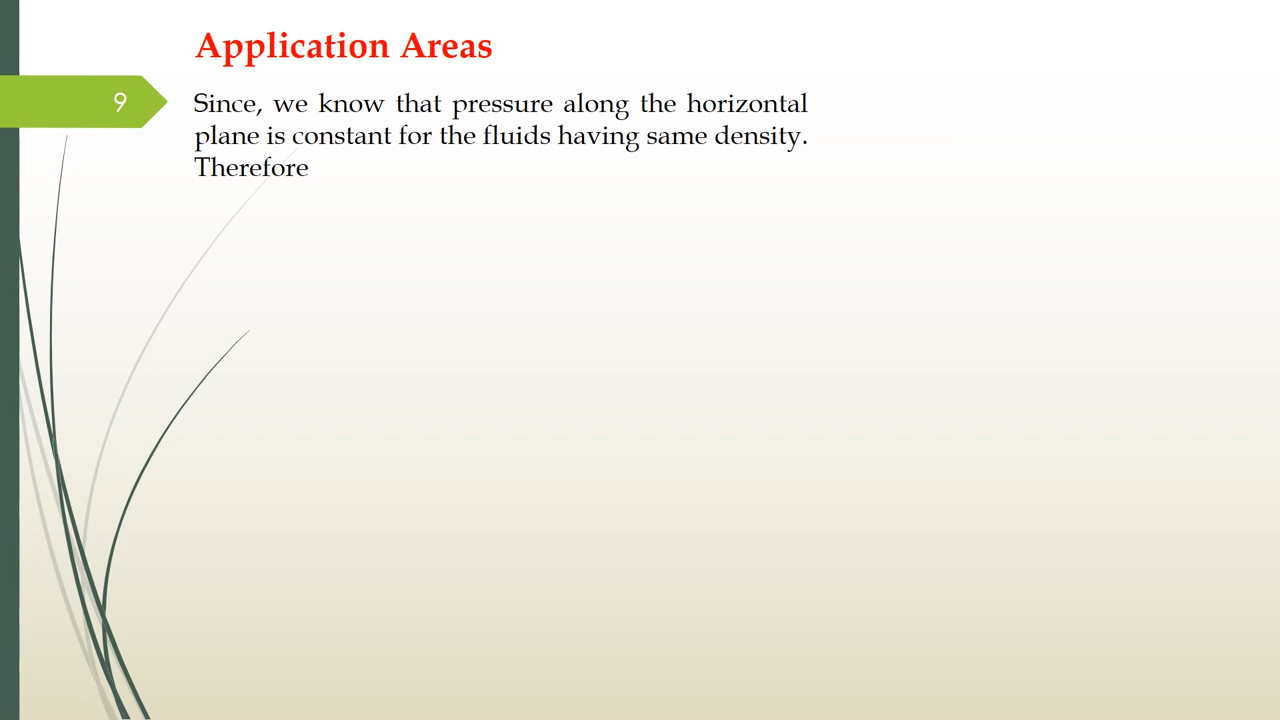 Application Areas
9
Since, we know that pressure along the horizontal
plane is constant for the fluids having same density.
Therefore